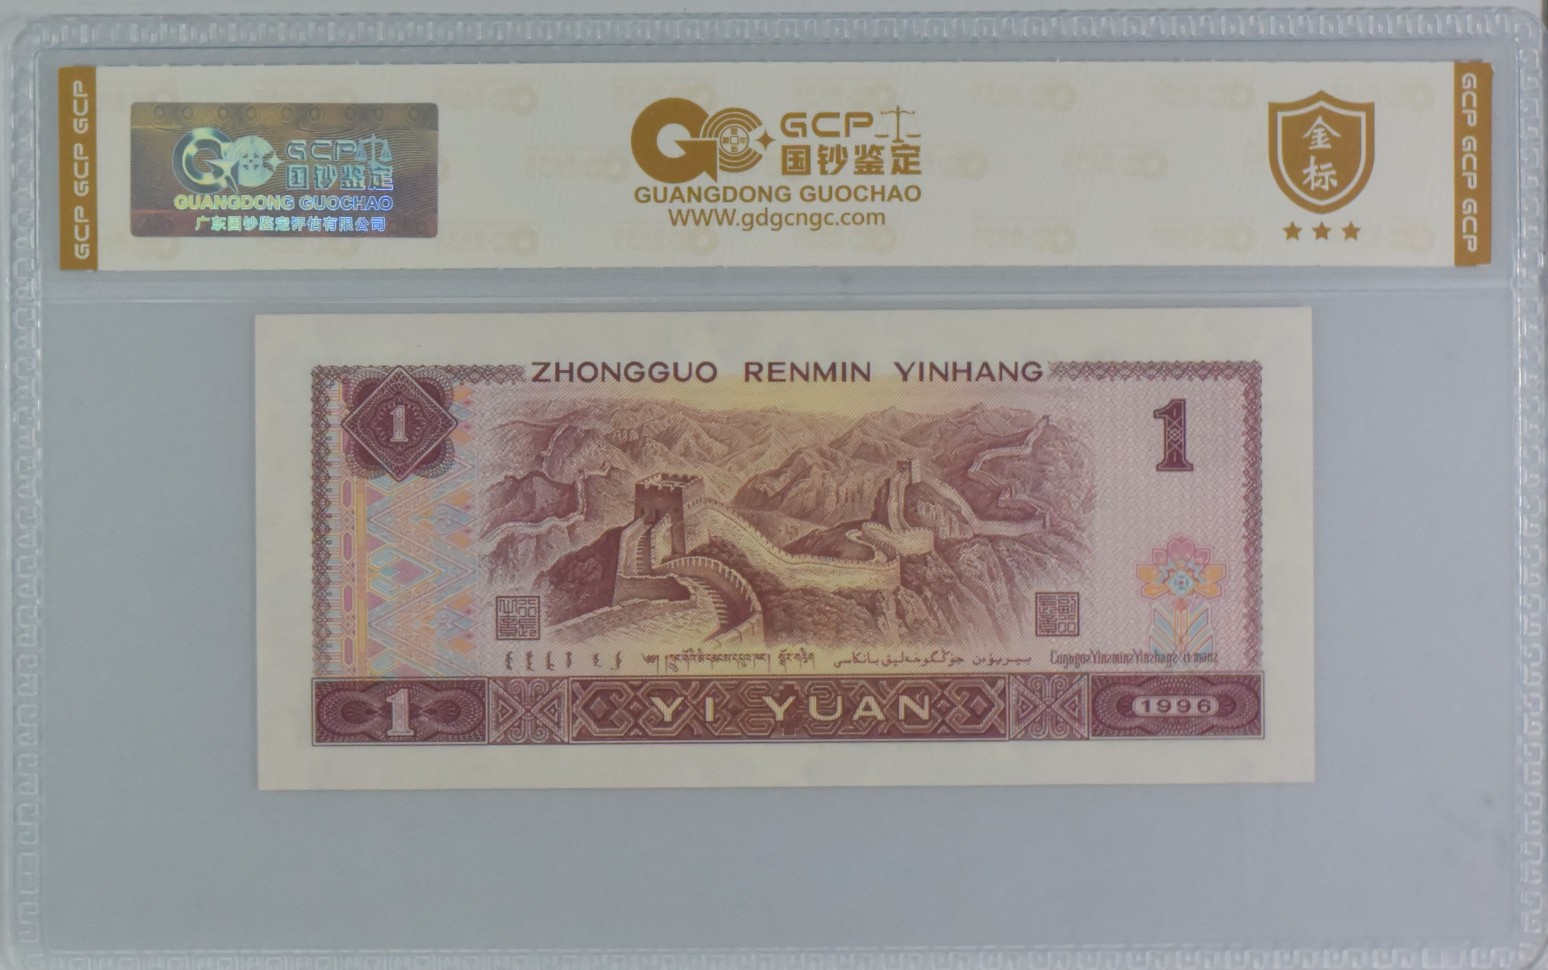 GCP GCP GCP
GCP
国钞鉴定
GUANGDONG GUOCHAO
广东国钞鉴定评估有限公司
GCP
国钞鉴定
GUANGDONG GUOCHAO
WWW.gdgcngc.com
金标
GCP GCP GCP
ZHONGGUO RENMIN YINHANG
1
1
1
YI YUAN
1996